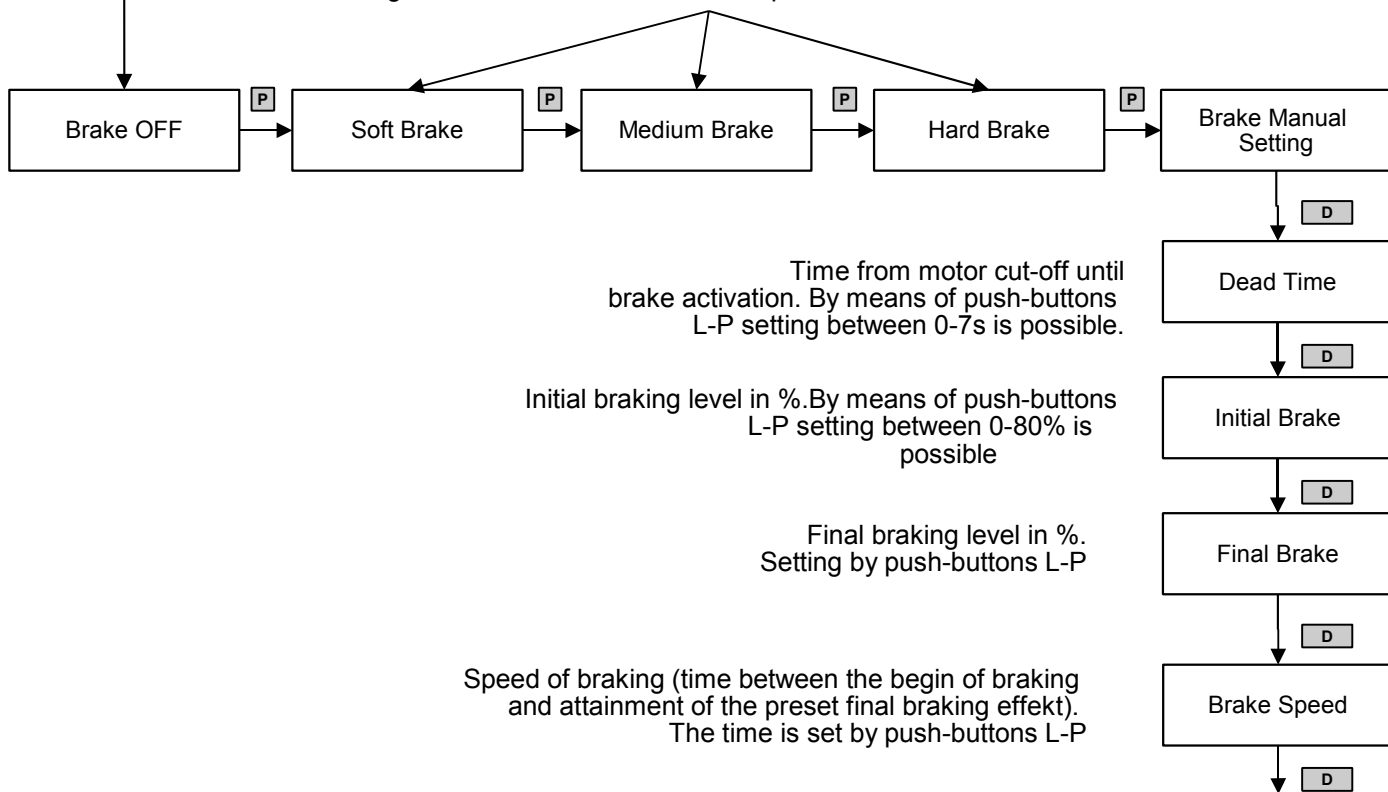 Brake OFF
P
Soft Brake
P
Medium Brake
P
Hard Brake
P
Brake Manual
Setting
D
Time from motor cut-off until
brake activation. By means of push-buttons
L-P setting between 0-7s is possible.
Dead Time
D
Initial braking level in %.By means of push-buttons
L-P setting between 0-80% is
possible
Initial Brake
D
Final braking level in %.
Setting by push-buttons L-P
Final Brake
D
Speed of braking (time between the begin of braking
and attainment of the preset final braking effekt).
The time is set by push-buttons L-P
Brake Speed
D